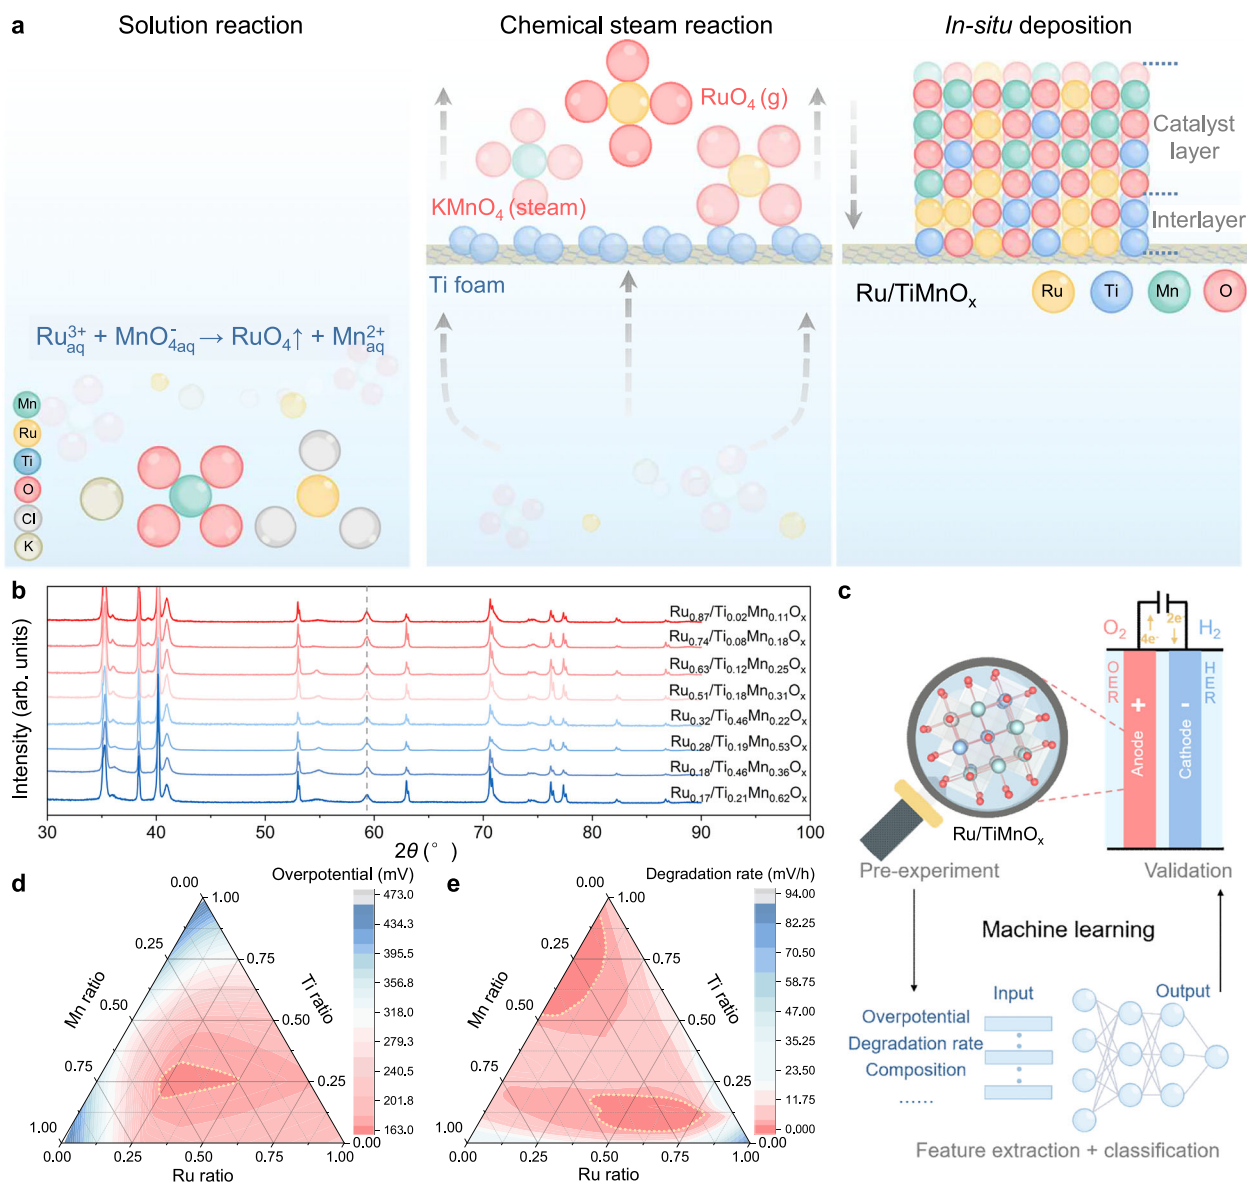 a
Solution reaction
Chemical steam reaction
In-situ deposition
RuO4 (g)
KMnO4 (steam)
Ti foam
Catalyst
layer
Interlayer
Ru/TiMnOx
Ru
Ti
Mn
O
Ru3+aq + MnO-4aq → RuO4↑ + Mn2+aq
Mn
Ru
Ti
O
Cl
K
b
Intensity (arb. units)
Ru0.87/Ti0.02Mn0.11Ox
Ru0.74/Ti0.08Mn0.18Ox
Ru0.63/Ti0.12Mn0.25Ox
Ru0.51/Ti0.18Mn0.31Ox
Ru0.32/Ti0.46Mn0.22Ox
Ru0.28/Ti0.19Mn0.53Ox
Ru0.18/Ti0.46Mn0.36Ox
Ru0.17/Ti0.21Mn0.62Ox
30 40 50 60 70 80 90 100
2θ (°)
c
O2
H2
4e-
2e-
OER
HER
+
-
Anode
Cathode
Ru/TiMnOx
Pre-experiment
Validation
Machine learning
Input
Output
Overpotential
Degradation rate
Composition
......
Feature extraction + classification
d
Overpotential (mV)
0.00
1.00
0.25
0.75
0.50
0.50
0.75
0.25
1.00
0.00
0.00 0.25 0.50 0.75 1.00
Mn ratio
Ti ratio
Ru ratio
473.0
434.3
395.5
356.8
318.0
279.3
240.5
201.8
163.0
e
Degradation rate (mV/h)
0.00
1.00
0.25
0.75
0.50
0.50
0.75
0.25
1.00
0.00
0.00 0.25 0.50 0.75 1.00
Mn ratio
Ti ratio
Ru ratio
94.00
82.25
70.50
58.75
47.00
35.25
23.50
11.75
0.000